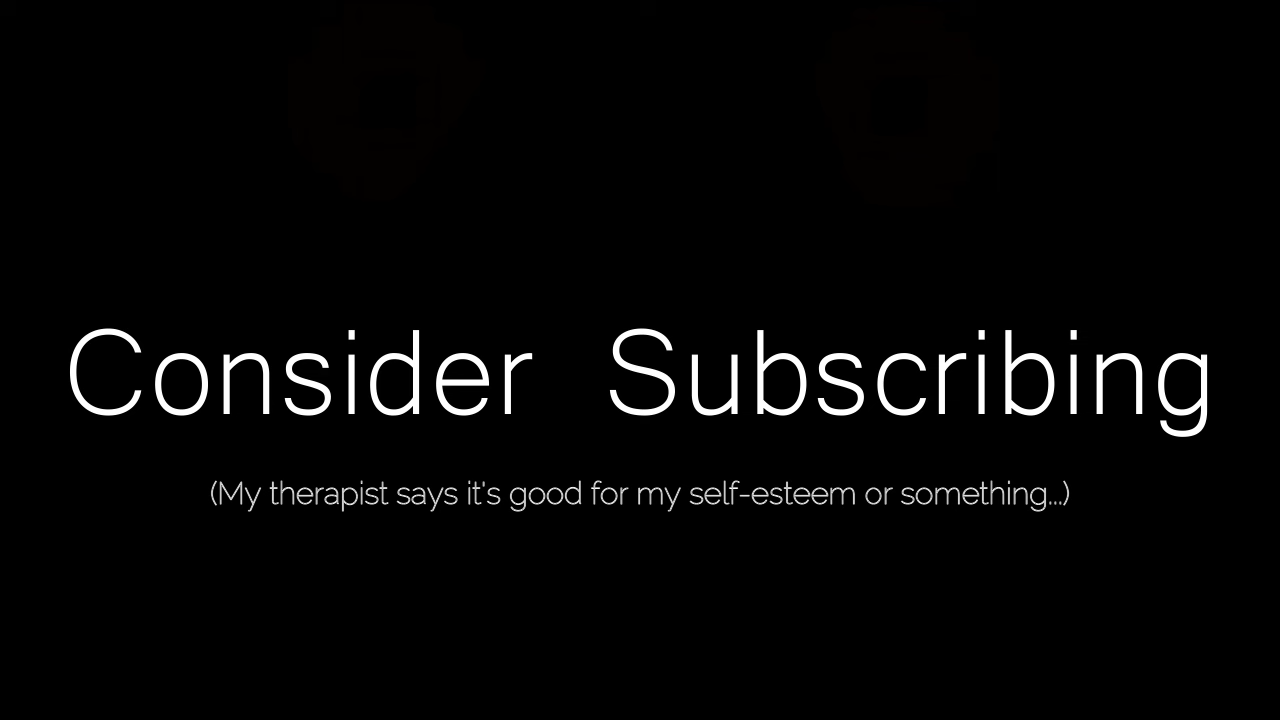 Consider Subscribing
(My therapist says it's good for my self-esteem or something...)